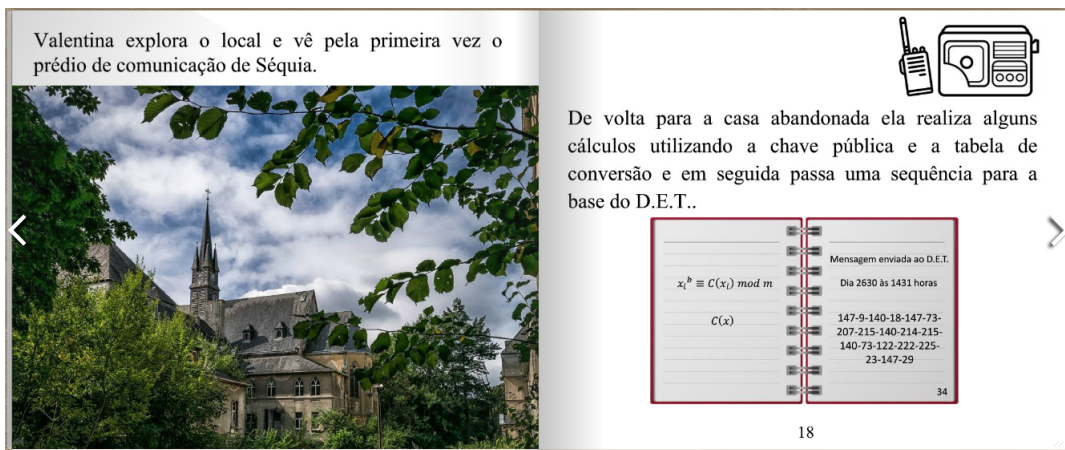 Valentina explora o local e vê pela primeira vez o
prédio de comunicação de Séquia.
De volta para a casa abandonada ela realiza alguns
cálculos utilizando a chave pública e a tabela de
conversão e em seguida passa uma sequência para a
base do D.E.T..
xᵢᵇ ≡ C(xᵢ) mod m
C(x)
Mensagem enviada ao D.E.T.
Dia 2630 às 1431 horas
147-9-140-18-147-73-
207-215-140-214-215-
140-73-122-222-225-
23-147-29
34
18